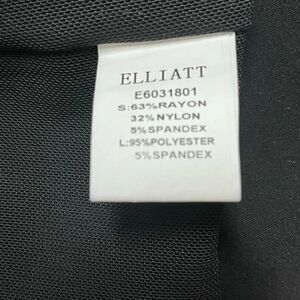 ELLIATT
E6031801
S:63%RAYON
32%NYLON
5%SPANDEX
L:95%POLYESTER
5%SPANDEX